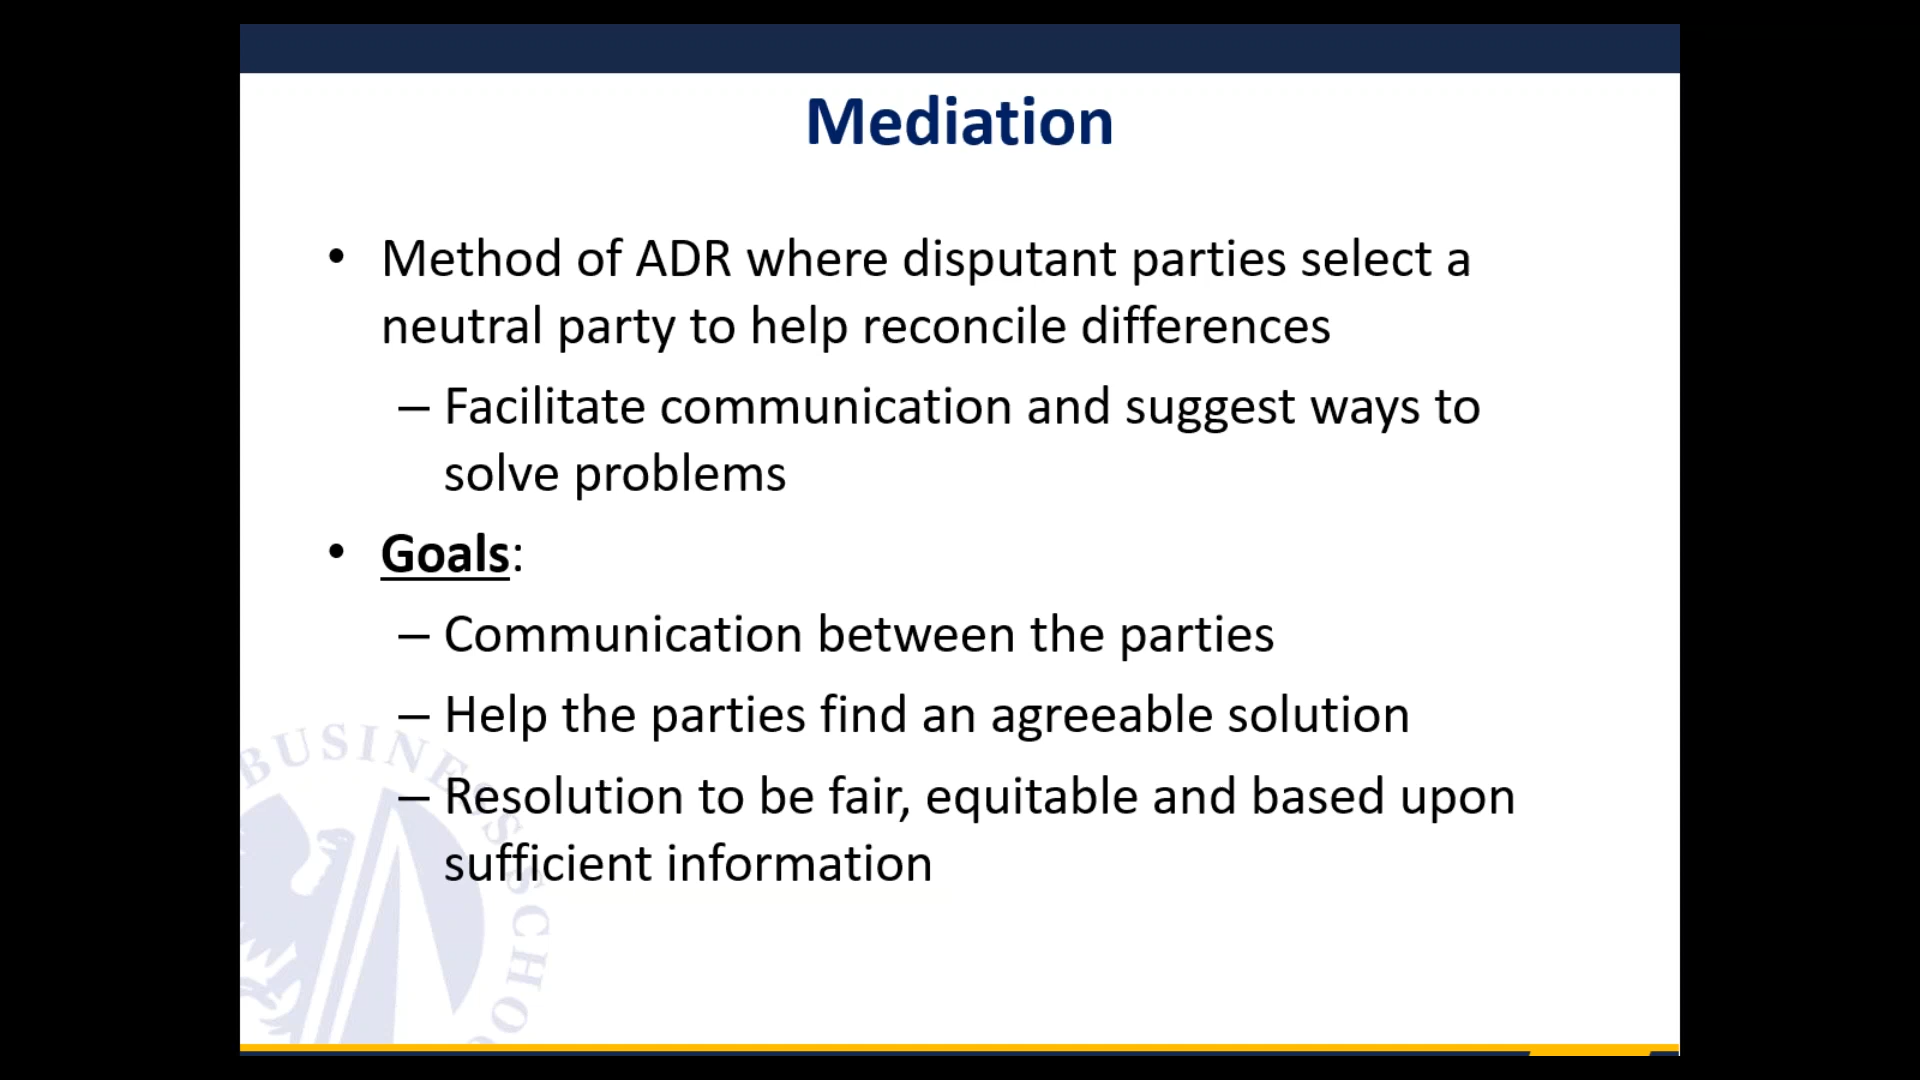 Mediation
• Method of ADR where disputant parties select a
neutral party to help reconcile differences
– Facilitate communication and suggest ways to
solve problems
• Goals:
– Communication between the parties
– Help the parties find an agreeable solution
– Resolution to be fair, equitable and based upon
sufficient information
BUSINESS SCHOO